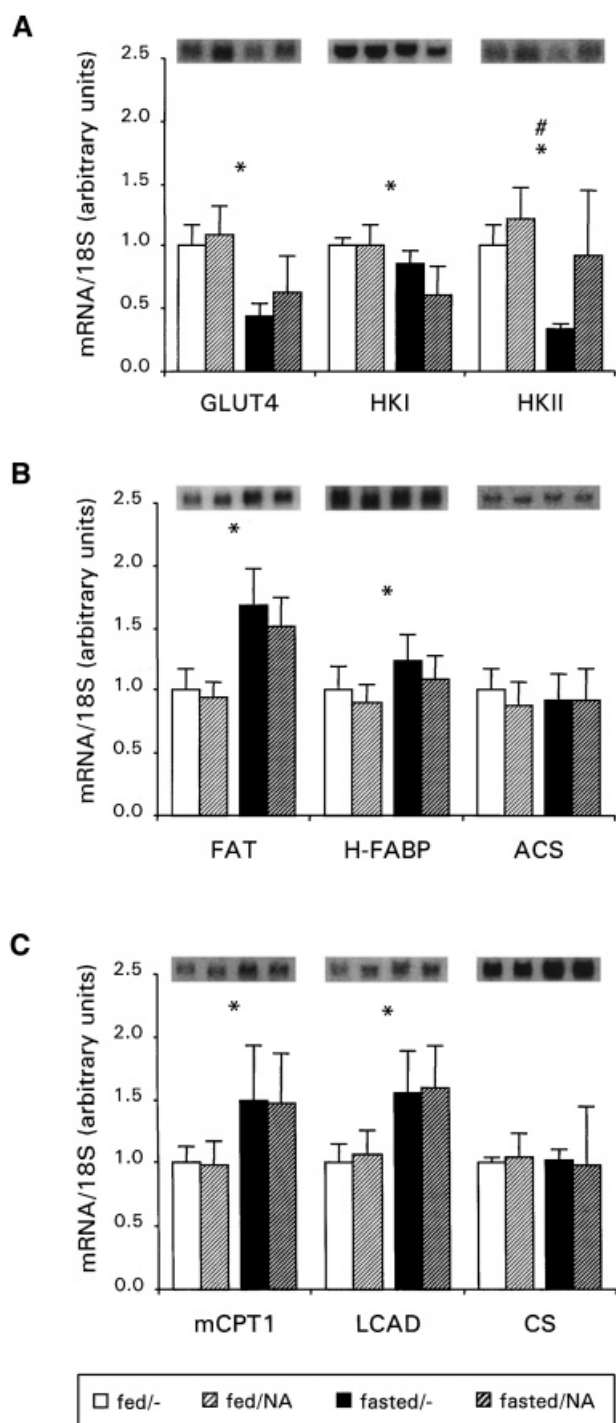 A
mRNA/18S (arbitrary units)
2.5
2.0
1.5
1.0
0.5
0.0
*
*
#
*
GLUT4 HKI HKII
B
mRNA/18S (arbitrary units)
2.5
2.0
1.5
1.0
0.5
0.0
*
*
FAT H-FABP ACS
C
mRNA/18S (arbitrary units)
2.5
2.0
1.5
1.0
0.5
0.0
*
*
mCPT1 LCAD CS
fed/- fed/NA fasted/- fasted/NA